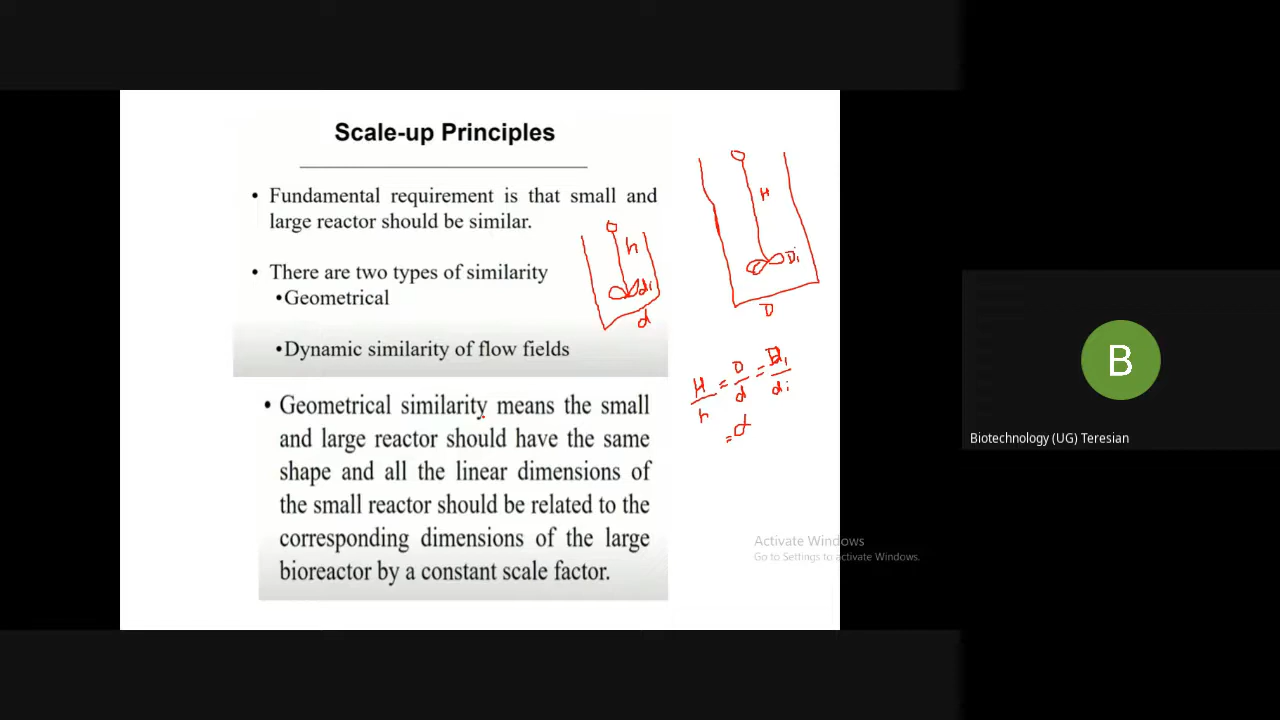 Scale-up Principles
• Fundamental requirement is that small and
large reactor should be similar.
• There are two types of similarity
•Geometrical
•Dynamic similarity of flow fields
• Geometrical similarity means the small
and large reactor should have the same
shape and all the linear dimensions of
the small reactor should be related to the
corresponding dimensions of the large
bioreactor by a constant scale factor.
h
di
d
H
Di
D
H/h = D/d = Di/di
= α
Activate Windows
Go to Settings to activate Windows.
B
Biotechnology (UG) Teresian